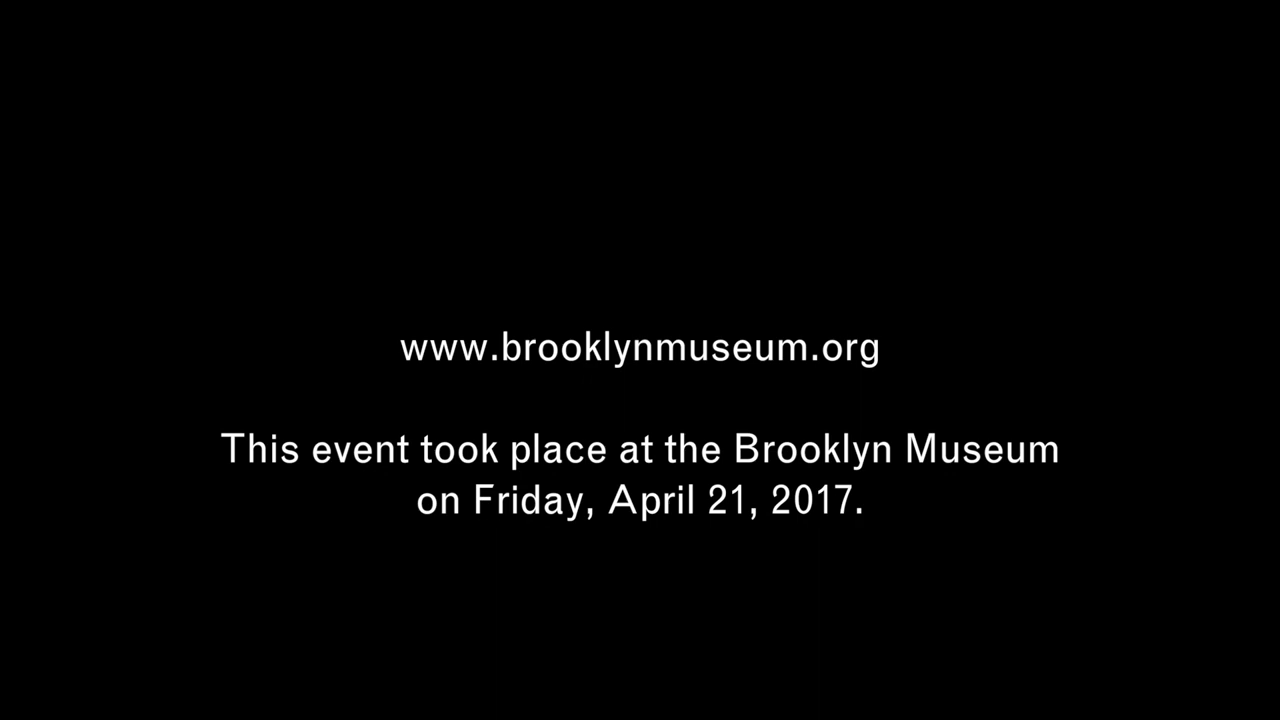 www.brooklynmuseum.org
This event took place at the Brooklyn Museum
on Friday, April 21, 2017.